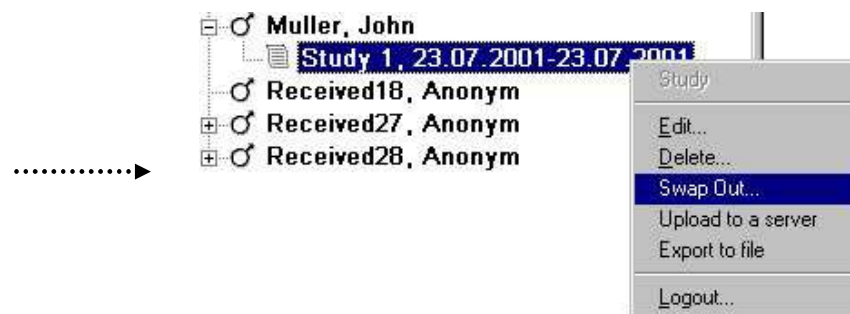 Muller, John
Study 1, 23.07.2001-23.07.2001
Received18, Anonym
Received27, Anonym
Received28, Anonym
Study
Edit...
Delete...
Swap Out...
Upload to a server
Export to file
Logout...